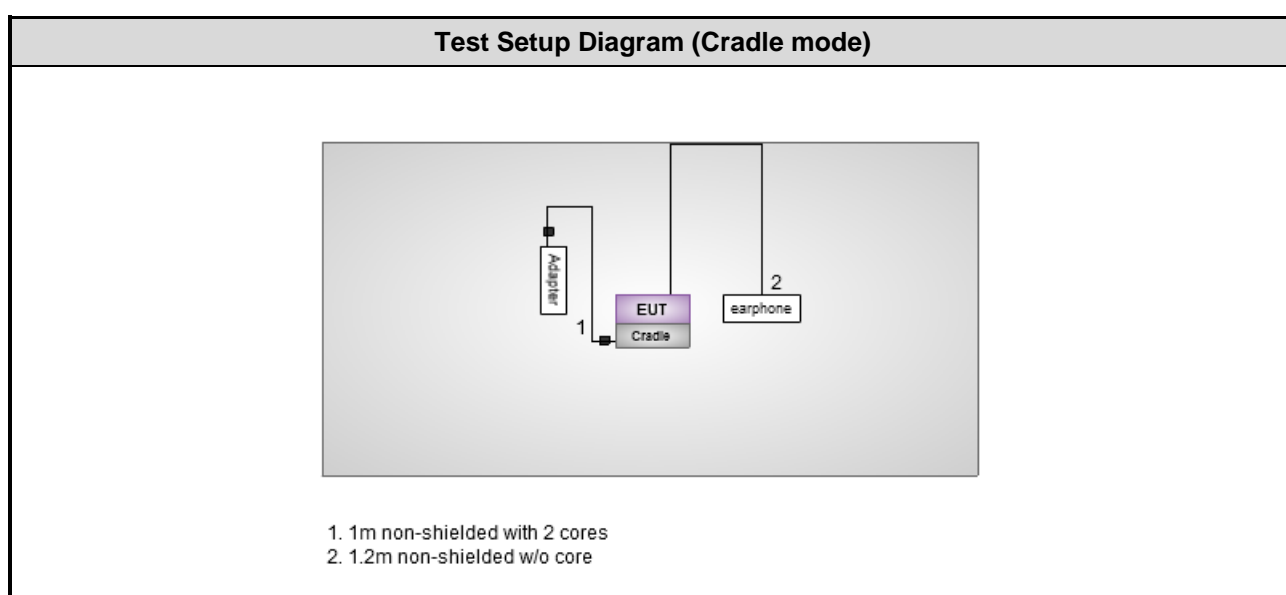 Test Setup Diagram (Cradle mode)
Adapter
2
EUT
earphone
1
Cradle
1. 1m non-shielded with 2 cores
2. 1.2m non-shielded w/o core